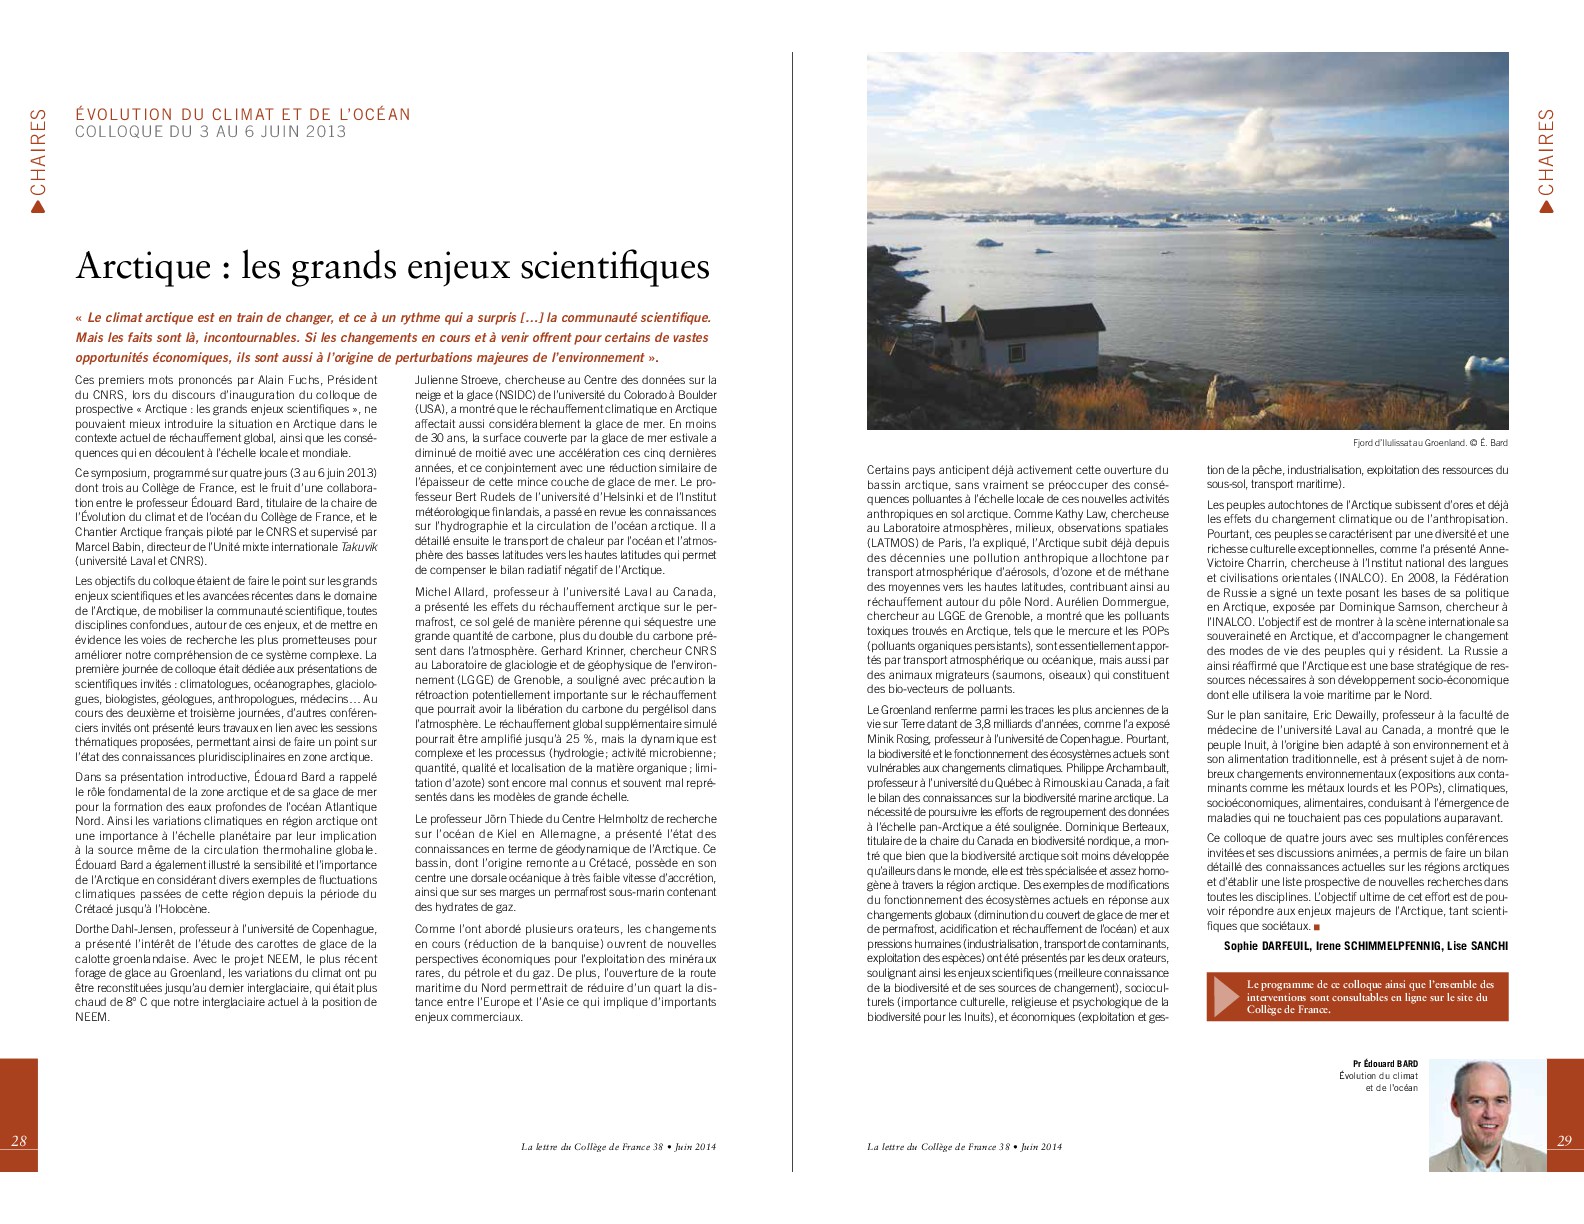 CHAIRES
ÉVOLUTION DU CLIMAT ET DE L'OCÉAN
COLLOQUE DU 3 AU 6 JUIN 2013
Arctique : les grands enjeux scientifiques
« Le climat arctique est en train de changer, et ce à un rythme qui a surpris […] la communauté scientifique.
Mais les faits sont là, incontournables. Si les changements en cours et à venir offrent pour certains de vastes
opportunités économiques, ils sont aussi à l'origine de perturbations majeures de l'environnement ».
Ces premiers mots prononcés par Alain Fuchs, Président
du CNRS, lors du discours d'inauguration du colloque de
prospective « Arctique : les grands enjeux scientifiques », ne
pouvaient mieux introduire la situation en Arctique dans le
contexte actuel de réchauffement global, ainsi que les consé-
quences qui en découlent à l'échelle locale et mondiale.
Ce symposium, programmé sur quatre jours (3 au 6 juin 2013)
dont trois au Collège de France, est le fruit d'une collabora-
tion entre le professeur Édouard Bard, titulaire de la chaire de
l'Évolution du climat et de l'océan du Collège de France, et le
Chantier Arctique français piloté par le CNRS et supervisé par
Marcel Babin, directeur de l'Unité mixte internationale Takuvik
(université Laval et CNRS).
Les objectifs du colloque étaient de faire le point sur les grands
enjeux scientifiques et les avancées récentes dans le domaine
de l'Arctique, de mobiliser la communauté scientifique, toutes
disciplines confondues, autour de ces enjeux, et de mettre en
évidence les voies de recherche les plus prometteuses pour
améliorer notre compréhension de ce système complexe. La
première journée de colloque était dédiée aux présentations de
scientifiques invités : climatologues, océanographes, glaciolo-
gues, biologistes, géologues, anthropologues, médecins… Au
cours des deuxième et troisième journées, d'autres conféren-
ciers invités ont présenté leurs travaux en lien avec les sessions
thématiques proposées, permettant ainsi de faire un point sur
l'état des connaissances pluridisciplinaires en zone arctique.
Dans sa présentation introductive, Édouard Bard a rappelé
le rôle fondamental de la zone arctique et de sa glace de mer
pour la formation des eaux profondes de l'océan Atlantique
Nord. Ainsi les variations climatiques en région arctique ont
une importance à l'échelle planétaire par leur implication
à la source même de la circulation thermohaline globale.
Édouard Bard a également illustré la sensibilité et l'importance
de l'Arctique en considérant divers exemples de fluctuations
climatiques passées de cette région depuis la période du
Crétacé jusqu'à l'Holocène.
Dorthe Dahl-Jensen, professeur à l'université de Copenhague,
a présenté l'intérêt de l'étude des carottes de glace de la
calotte groenlandaise. Avec le projet NEEM, le plus récent
forage de glace au Groenland, les variations du climat ont pu
être reconstituées jusqu'au dernier interglaciaire, qui était plus
chaud de 8° C que notre interglaciaire actuel à la position de
NEEM.
Julienne Stroeve, chercheuse au Centre des données sur la
neige et la glace (NSIDC) de l'université du Colorado à Boulder
(USA), a montré que le réchauffement climatique en Arctique
affectait aussi considérablement la glace de mer. En moins
de 30 ans, la surface couverte par la glace de mer estivale a
diminué de moitié avec une accélération ces cinq dernières
années, et ce conjointement avec une réduction similaire de
l'épaisseur de cette mince couche de glace de mer. Le pro-
fesseur Bert Rudels de l'université d'Helsinki et de l'Institut
météorologique finlandais, a passé en revue les connaissances
sur l'hydrographie et la circulation de l'océan arctique. Il a
détaillé ensuite le transport de chaleur par l'océan et l'atmos-
phère des basses latitudes vers les hautes latitudes qui permet
de compenser le bilan radiatif négatif de l'Arctique.
Michel Allard, professeur à l'université Laval au Canada,
a présenté les effets du réchauffement arctique sur le per-
mafrost, ce sol gelé de manière pérenne qui séquestre une
grande quantité de carbone, plus du double du carbone pré-
sent dans l'atmosphère. Gerhard Krinner, chercheur CNRS
au Laboratoire de glaciologie et de géophysique de l'environ-
nement (LGGE) de Grenoble, a souligné avec précaution la
rétroaction potentiellement importante sur le réchauffement
que pourrait avoir la libération du carbone du pergélisol dans
l'atmosphère. Le réchauffement global supplémentaire simulé
pourrait être amplifié jusqu'à 25 %, mais la dynamique est
complexe et les processus (hydrologie ; activité microbienne ;
quantité, qualité et localisation de la matière organique ; limi-
tation d'azote) sont encore mal connus et souvent mal repré-
sentés dans les modèles de grande échelle.
Le professeur Jörn Thiede du Centre Helmholtz de recherche
sur l'océan de Kiel en Allemagne, a présenté l'état des
connaissances en terme de géodynamique de l'Arctique. Ce
bassin, dont l'origine remonte au Crétacé, possède en son
centre une dorsale océanique à très faible vitesse d'accrétion,
ainsi que sur ses marges un permafrost sous-marin contenant
des hydrates de gaz.
Comme l'ont abordé plusieurs orateurs, les changements
en cours (réduction de la banquise) ouvrent de nouvelles
perspectives économiques pour l'exploitation des minéraux
rares, du pétrole et du gaz. De plus, l'ouverture de la route
maritime du Nord permettrait de réduire d'un quart la dis-
tance entre l'Europe et l'Asie ce qui implique d'importants
enjeux commerciaux.
28
La lettre du Collège de France 38 • Juin 2014
CHAIRES
Fjord d'Ilulissat au Groenland. © É. Bard
Certains pays anticipent déjà activement cette ouverture du
bassin arctique, sans vraiment se préoccuper des consé-
quences polluantes à l'échelle locale de ces nouvelles activités
anthropiques en sol arctique. Comme Kathy Law, chercheuse
au Laboratoire atmosphères, milieux, observations spatiales
(LATMOS) de Paris, l'a expliqué, l'Arctique subit déjà depuis
des décennies une pollution anthropique allochtone par
transport atmosphérique d'aérosols, d'ozone et de méthane
des moyennes vers les hautes latitudes, contribuant ainsi au
réchauffement autour du pôle Nord. Aurélien Dommergue,
chercheur au LGGE de Grenoble, a montré que les polluants
toxiques trouvés en Arctique, tels que le mercure et les POPs
(polluants organiques persistants), sont essentiellement appor-
tés par transport atmosphérique ou océanique, mais aussi par
des animaux migrateurs (saumons, oiseaux) qui constituent
des bio-vecteurs de polluants.
Le Groenland renferme parmi les traces les plus anciennes de la
vie sur Terre datant de 3,8 milliards d'années, comme l'a exposé
Minik Rosing, professeur à l'université de Copenhague. Pourtant,
la biodiversité et le fonctionnement des écosystèmes actuels sont
vulnérables aux changements climatiques. Philippe Archambault,
professeur à l'université du Québec à Rimouski au Canada, a fait
le bilan des connaissances sur la biodiversité marine arctique. La
nécessité de poursuivre les efforts de regroupement des données
à l'échelle pan-Arctique a été soulignée. Dominique Berteaux,
titulaire de la chaire du Canada en biodiversité nordique, a mon-
tré que bien que la biodiversité arctique soit moins développée
qu'ailleurs dans le monde, elle est très spécialisée et assez homo-
gène à travers la région arctique. Des exemples de modifications
du fonctionnement des écosystèmes actuels en réponse aux
changements globaux (diminution du couvert de glace de mer et
de permafrost, acidification et réchauffement de l'océan) et aux
pressions humaines (industrialisation, transport de contaminants,
exploitation des espèces) ont été présentés par les deux orateurs,
soulignant ainsi les enjeux scientifiques (meilleure connaissance
de la biodiversité et de ses sources de changement), sociocul-
turels (importance culturelle, religieuse et psychologique de la
biodiversité pour les Inuits), et économiques (exploitation et ges-
tion de la pêche, industrialisation, exploitation des ressources du
sous-sol, transport maritime).
Les peuples autochtones de l'Arctique subissent d'ores et déjà
les effets du changement climatique ou de l'anthropisation.
Pourtant, ces peuples se caractérisent par une diversité et une
richesse culturelle exceptionnelles, comme l'a présenté Anne-
Victoire Charrin, chercheuse à l'Institut national des langues
et civilisations orientales (INALCO). En 2008, la Fédération
de Russie a signé un texte posant les bases de sa politique
en Arctique, exposée par Dominique Samson, chercheur à
l'INALCO. L'objectif est de montrer à la scène internationale sa
souveraineté en Arctique, et d'accompagner le changement
des modes de vie des peuples qui y résident. La Russie a
ainsi réaffirmé que l'Arctique est une base stratégique de res-
sources nécessaires à son développement socio-économique
dont elle utilisera la voie maritime par le Nord.
Sur le plan sanitaire, Eric Dewailly, professeur à la faculté de
médecine de l'université Laval au Canada, a montré que le
peuple Inuit, à l'origine bien adapté à son environnement et à
son alimentation traditionnelle, est à présent sujet à de nom-
breux changements environnementaux (expositions aux conta-
minants comme les métaux lourds et les POPs), climatiques,
socioéconomiques, alimentaires, conduisant à l'émergence de
maladies qui ne touchaient pas ces populations auparavant.
Ce colloque de quatre jours avec ses multiples conférences
invitées et ses discussions animées, a permis de faire un bilan
détaillé des connaissances actuelles sur les régions arctiques
et d'établir une liste prospective de nouvelles recherches dans
toutes les disciplines. L'objectif ultime de cet effort est de pou-
voir répondre aux enjeux majeurs de l'Arctique, tant scienti-
fiques que sociétaux.
Sophie DARFEUIL, Irene SCHIMMELPFENNIG, Lise SANCHI
Le programme de ce colloque ainsi que l'ensemble des
interventions sont consultables en ligne sur le site du
Collège de France.
Pr Édouard BARD
Évolution du climat
et de l'océan
La lettre du Collège de France 38 • Juin 2014
29